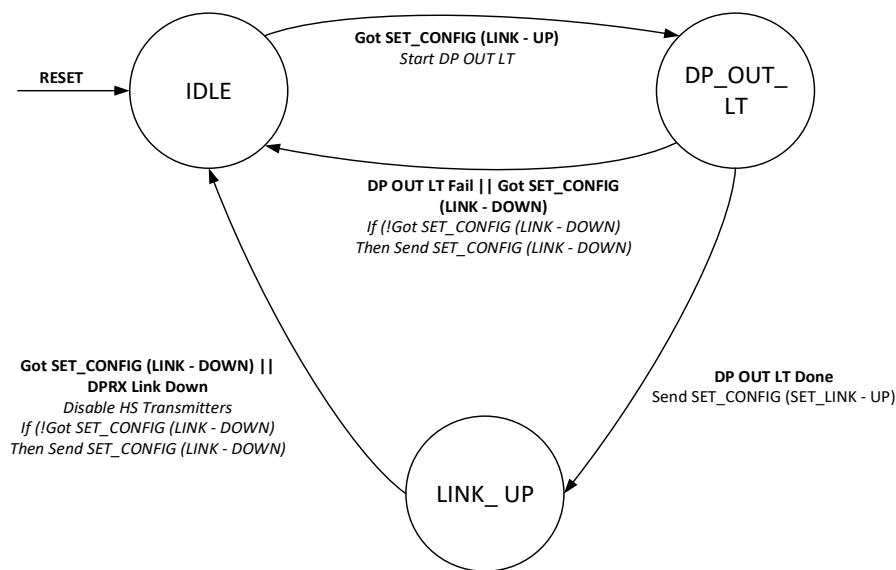 Got SET_CONFIG (LINK - UP)
Start DP OUT LT
RESET
IDLE
DP_OUT_
LT
DP OUT LT Fail || Got SET_CONFIG
(LINK - DOWN)
If (!Got SET_CONFIG (LINK - DOWN)
Then Send SET_CONFIG (LINK - DOWN)
Got SET_CONFIG (LINK - DOWN) ||
DPRX Link Down
Disable HS Transmitters
If (!Got SET_CONFIG (LINK - DOWN)
Then Send SET_CONFIG (LINK - DOWN)
DP OUT LT Done
Send SET_CONFIG (SET_LINK - UP)
LINK_ UP